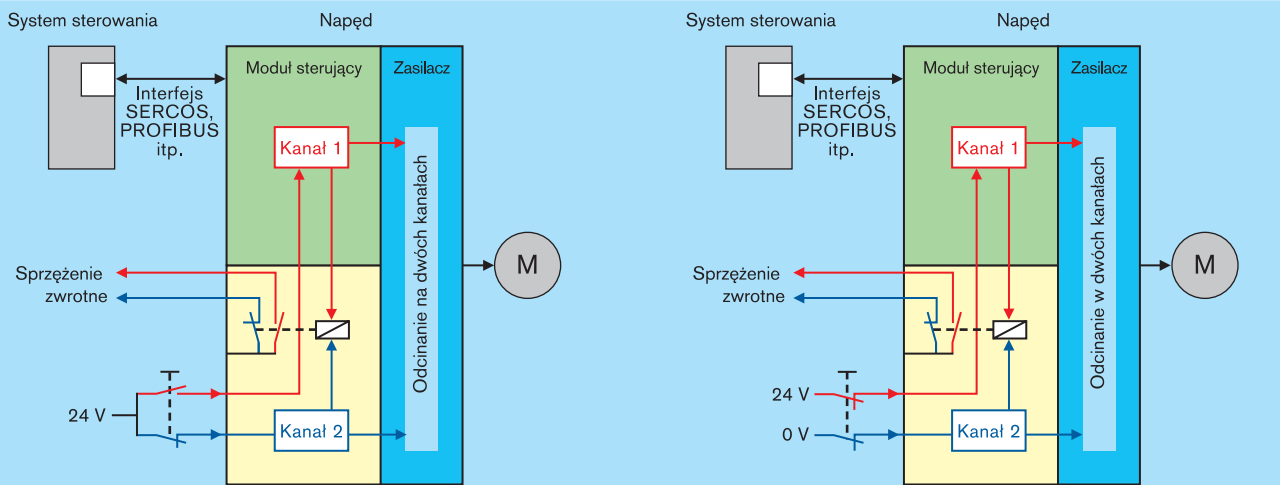 System sterowania
Napęd
Moduł sterujący
Zasilacz
Interfejs
SERCOS,
PROFIBUS
itp.
Kanał 1
Odcinanie na dwóch kanałach
M
Sprzężenie
zwrotne
24 V
Kanał 2
System sterowania
Napęd
Moduł sterujący
Zasilacz
Interfejs
SERCOS,
PROFIBUS
itp.
Kanał 1
Odcinanie w dwóch kanałach
M
Sprzężenie
zwrotne
24 V
0 V
Kanał 2